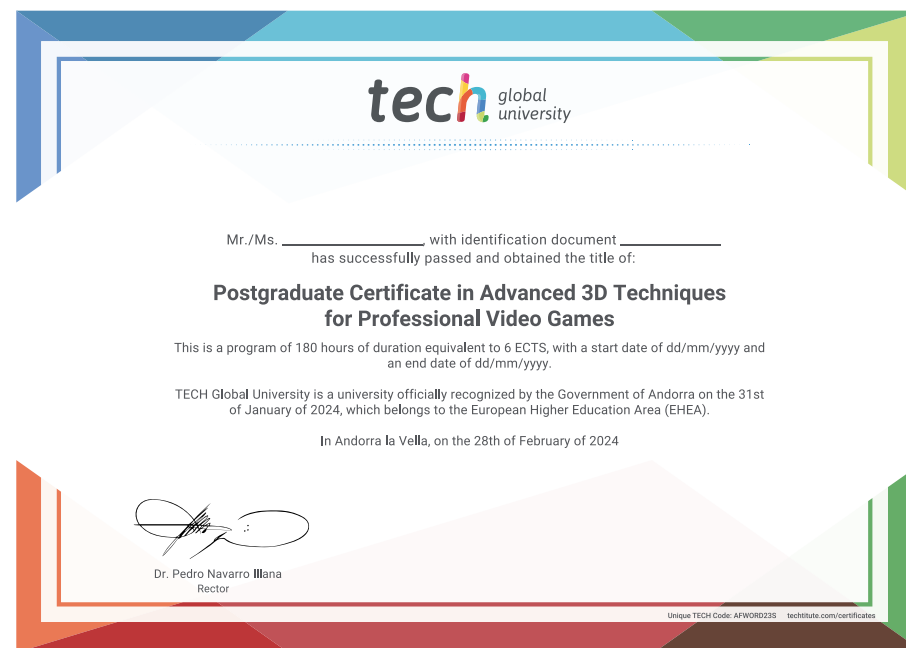 tech global
university
Mr./Ms. ____________________, with identification document ______________
has successfully passed and obtained the title of:
Postgraduate Certificate in Advanced 3D Techniques
for Professional Video Games
This is a program of 180 hours of duration equivalent to 6 ECTS, with a start date of dd/mm/yyyy and
an end date of dd/mm/yyyy.
TECH Global University is a university officially recognized by the Government of Andorra on the 31st
of January of 2024, which belongs to the European Higher Education Area (EHEA).
In Andorra la Vella, on the 28th of February of 2024
Dr. Pedro Navarro Illana
Rector
Unique TECH Code: AFWORD23S techtitute.com/certificates